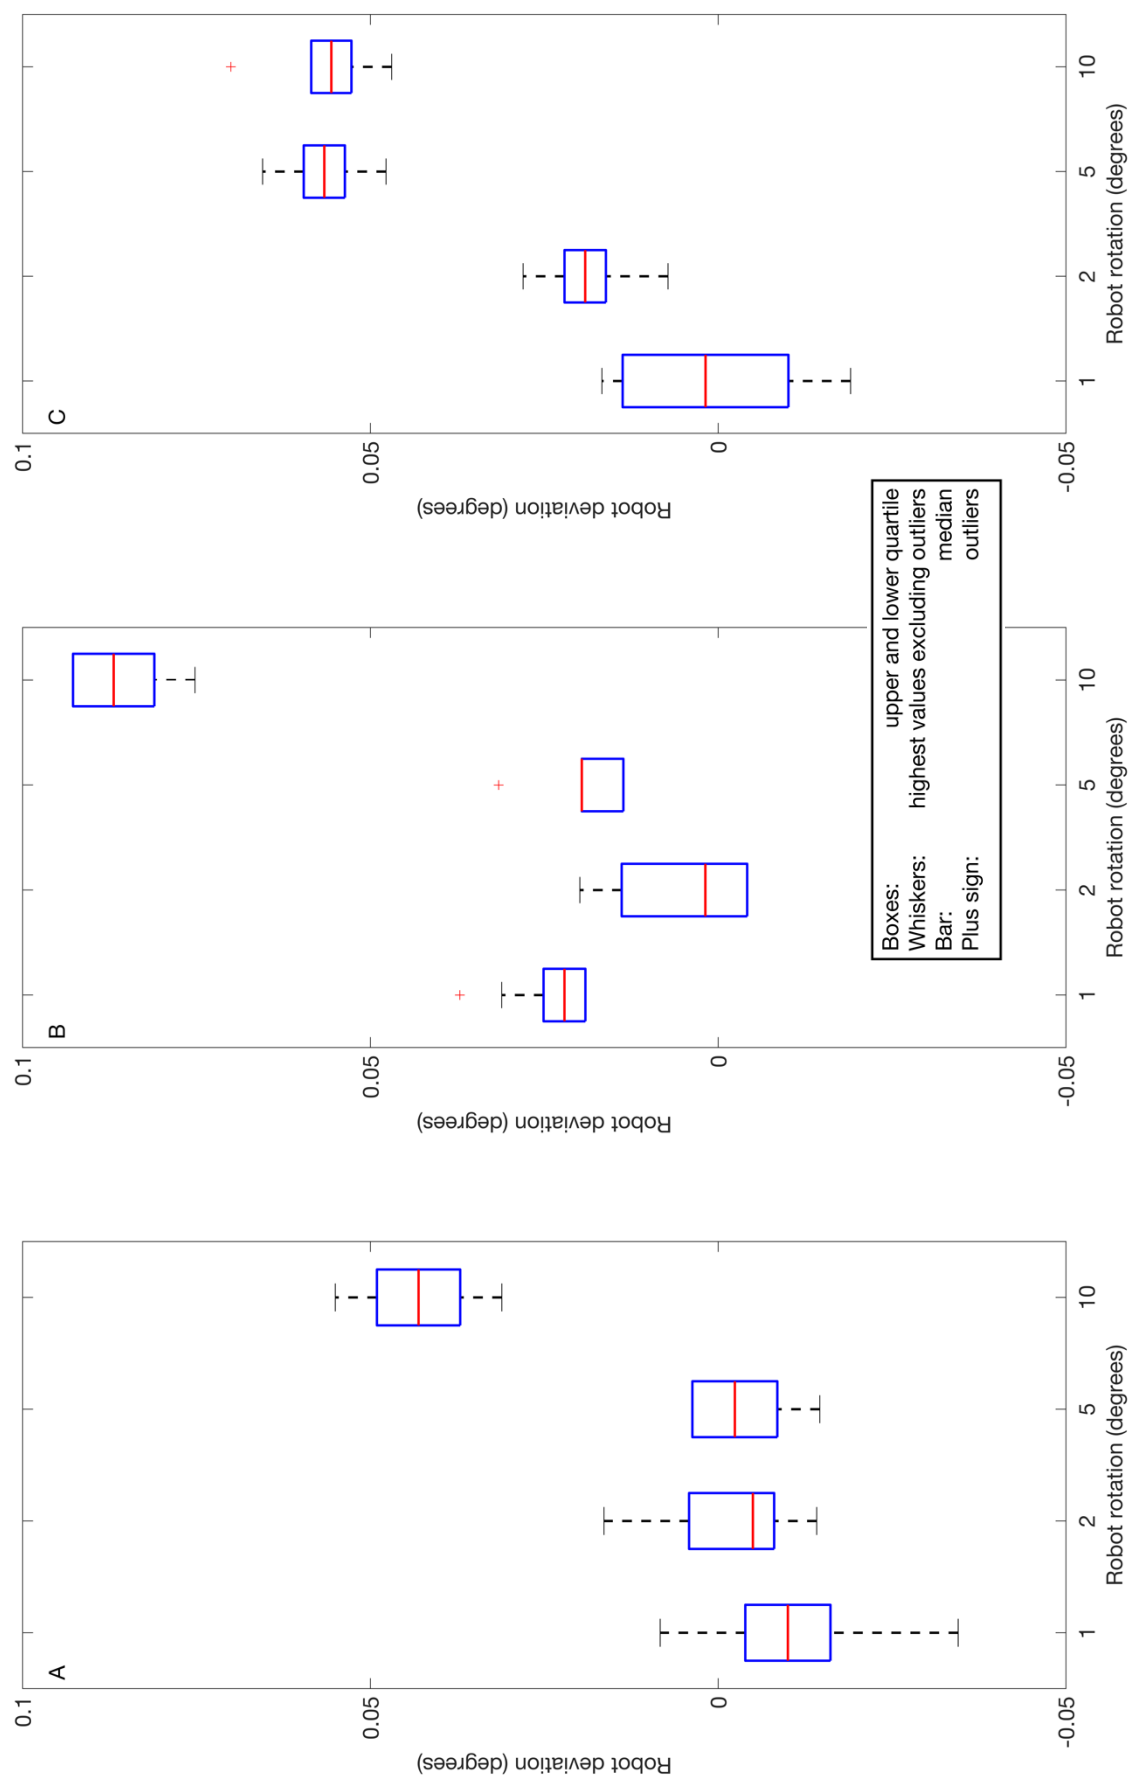 A
0.1
0.05
0
-0.05
Robot deviation (degrees)
1
2
5
10
Robot rotation (degrees)
B
0.1
0.05
0
-0.05
Robot deviation (degrees)
1
2
5
10
Robot rotation (degrees)
C
0.1
0.05
0
-0.05
Robot deviation (degrees)
1
2
5
10
Robot rotation (degrees)
Boxes: upper and lower quartile
Whiskers: highest values excluding outliers
Bar: median
Plus sign: outliers